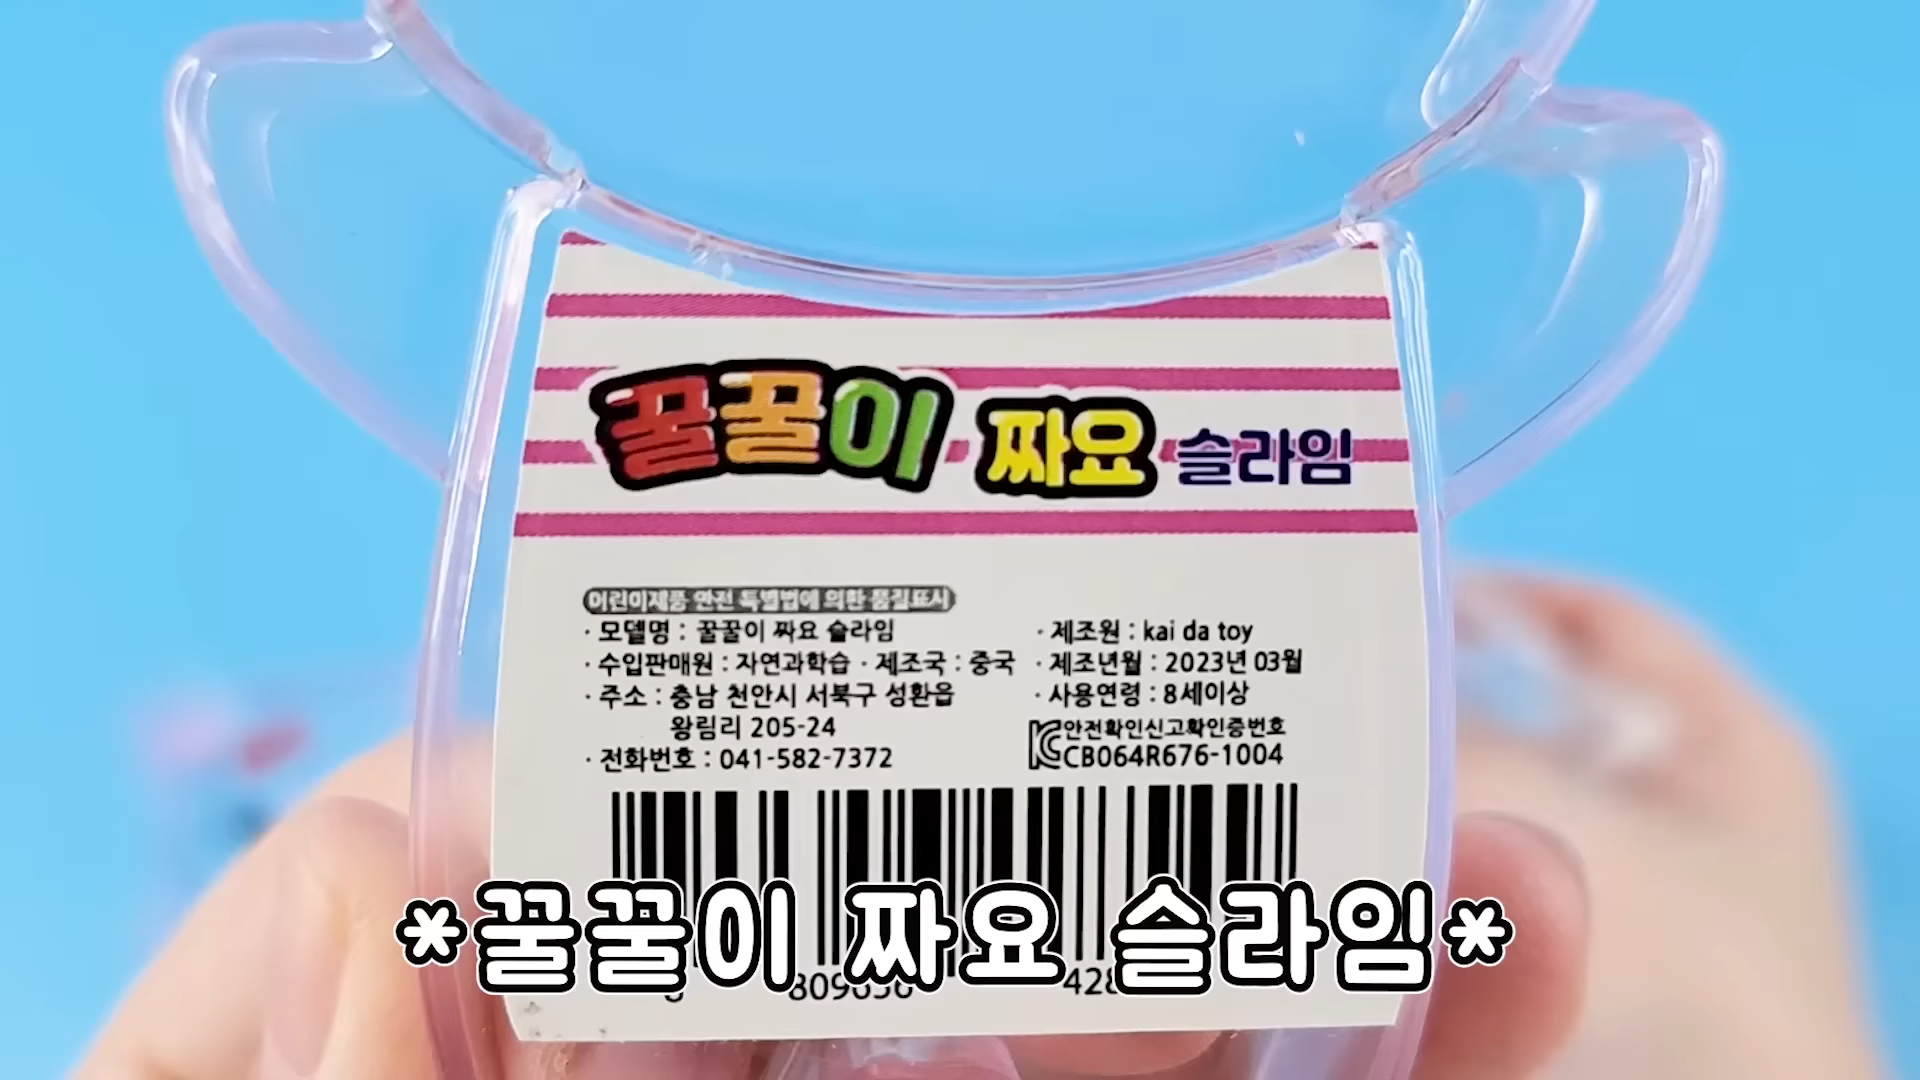 꿀꿀이 짜요 슬라임
어린이제품 안전 특별법에 의한 품질표시
· 모델명 : 꿀꿀이 짜요 슬라임
· 수입판매원 : 자연과학습 · 제조국 : 중국
· 주소 : 충남 천안시 서북구 성환읍
왕림리 205-24
· 전화번호 : 041-582-7372
· 제조원 : kai da toy
· 제조년월 : 2023년 03월
· 사용연령 : 8세이상
KC 안전확인신고확인증번호
CB064R676-1004
*꿀꿀이 짜요 슬라임*